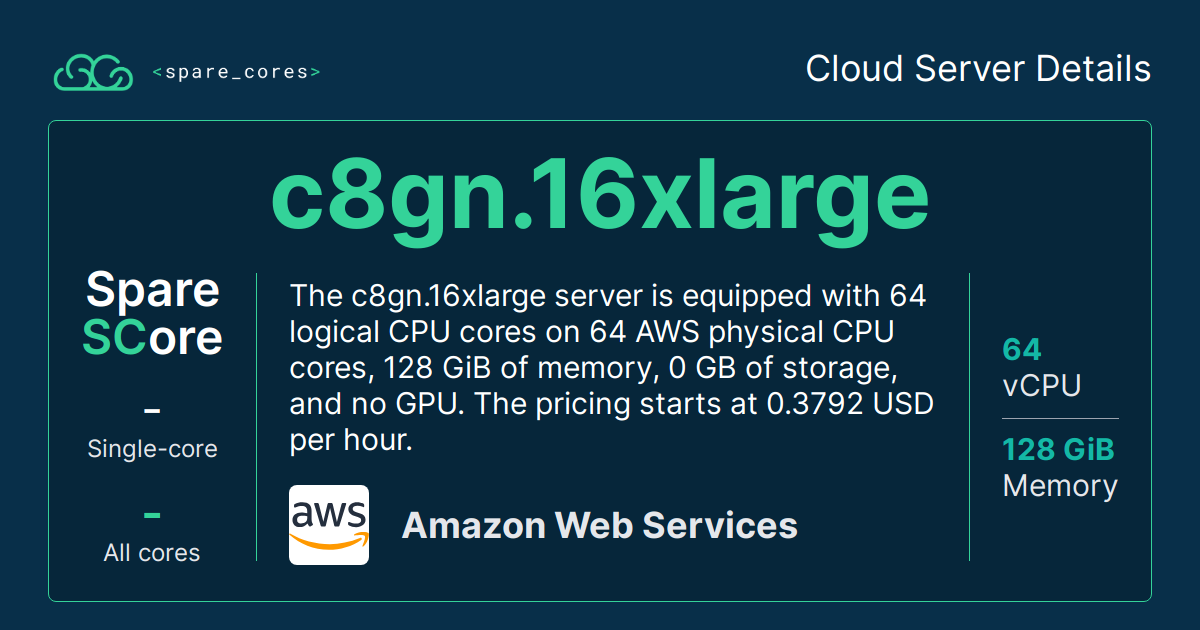 <spare_cores>
Cloud Server Details
c8gn.16xlarge
Spare
SCore
-
Single-core
-
All cores
The c8gn.16xlarge server is equipped with 64
logical CPU cores on 64 AWS physical CPU
cores, 128 GiB of memory, 0 GB of storage,
and no GPU. The pricing starts at 0.3792 USD
per hour.
aws
Amazon Web Services
64
vCPU
128 GiB
Memory